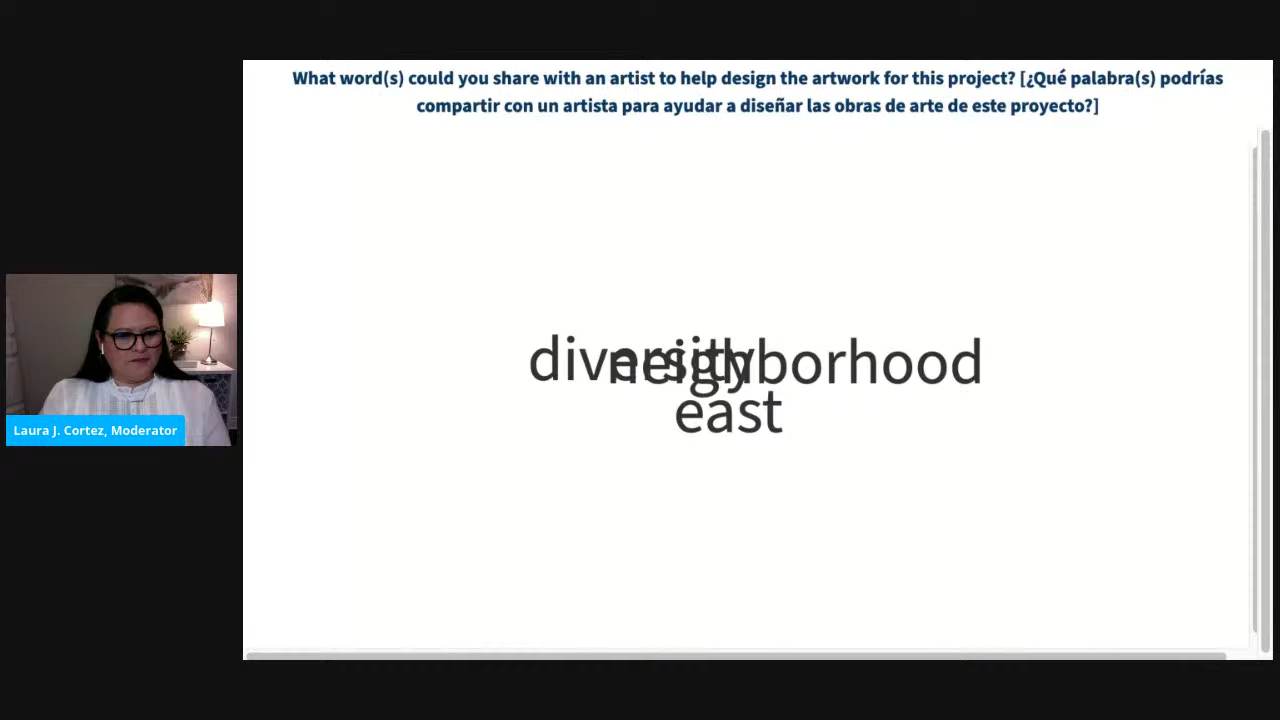 What word(s) could you share with an artist to help design the artwork for this project? [¿Qué palabra(s) podrías
compartir con un artista para ayudar a diseñar las obras de arte de este proyecto?]
diversity
neighborhood
east
Laura J. Cortez, Moderator